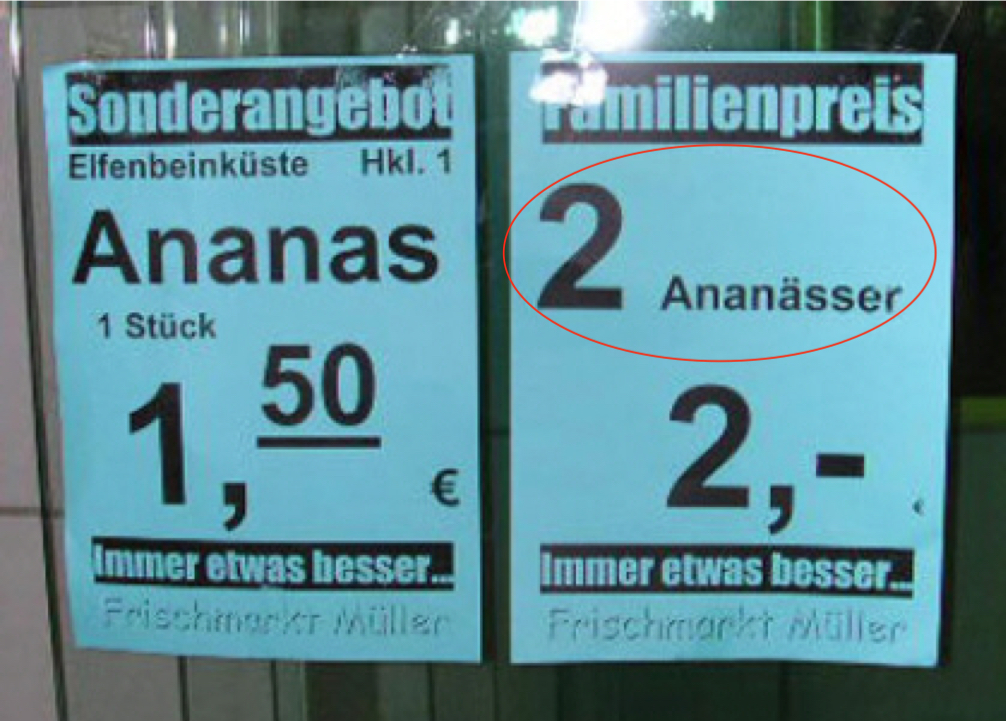 Sonderangebot
Elfenbeinküste Hkl. 1
Ananas
1 Stück
1,50 €
Immer etwas besser...
Frischmarkt Müller
Familienpreis
2 Ananässer
2,- €
Immer etwas besser...
Frischmarkt Müller